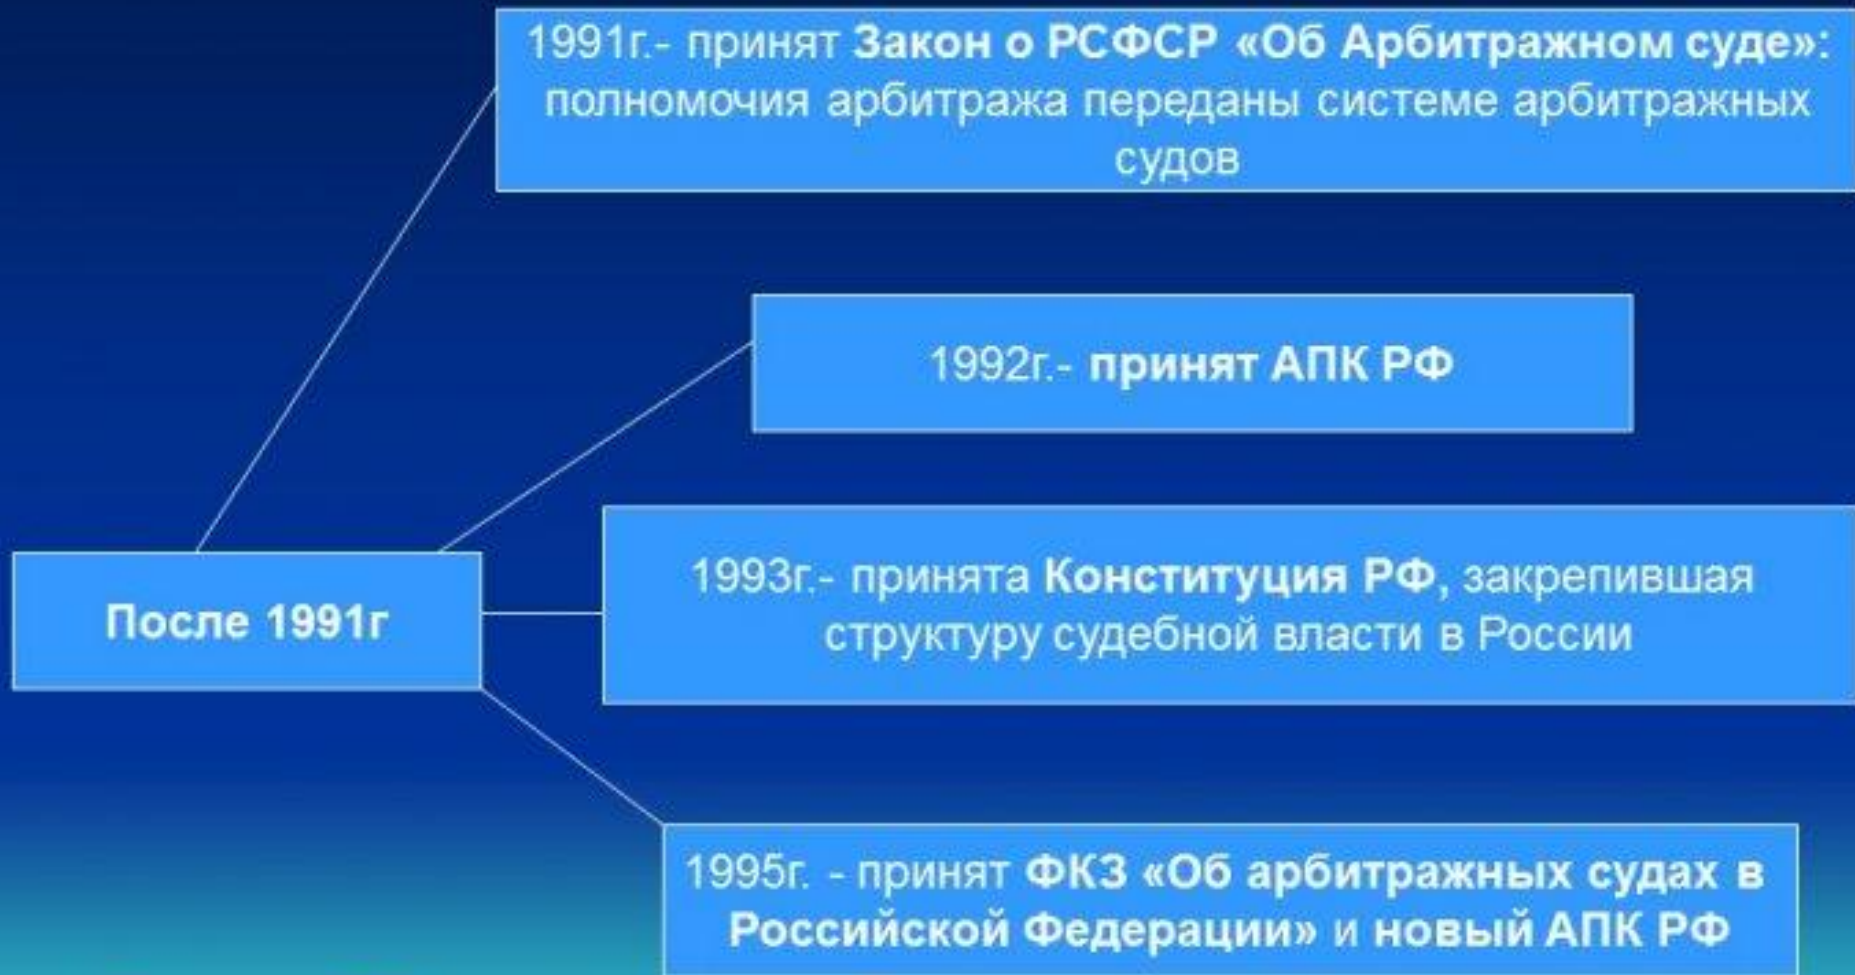 1991г.- принят Закон о РСФСР «Об Арбитражном суде»:
полномочия арбитража переданы системе арбитражных
судов
1992г.- принят АПК РФ
После 1991г
1993г.- принята Конституция РФ, закрепившая
структуру судебной власти в России
1995г. - принят ФКЗ «Об арбитражных судах в
Российской Федерации» и новый АПК РФ